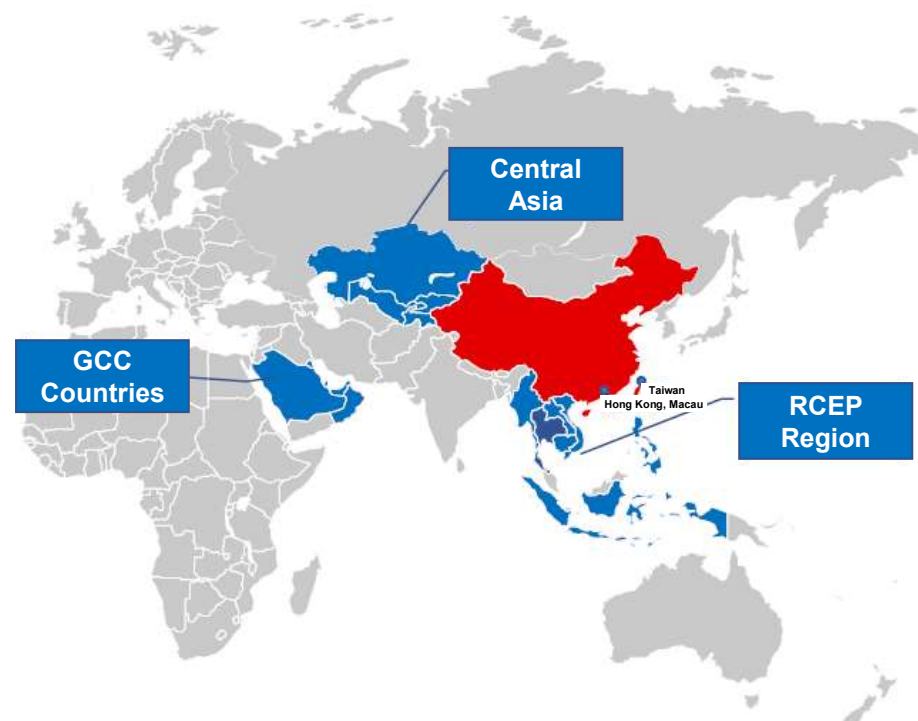 Central
Asia
GCC
Countries
Taiwan
Hong Kong, Macau
RCEP
Region